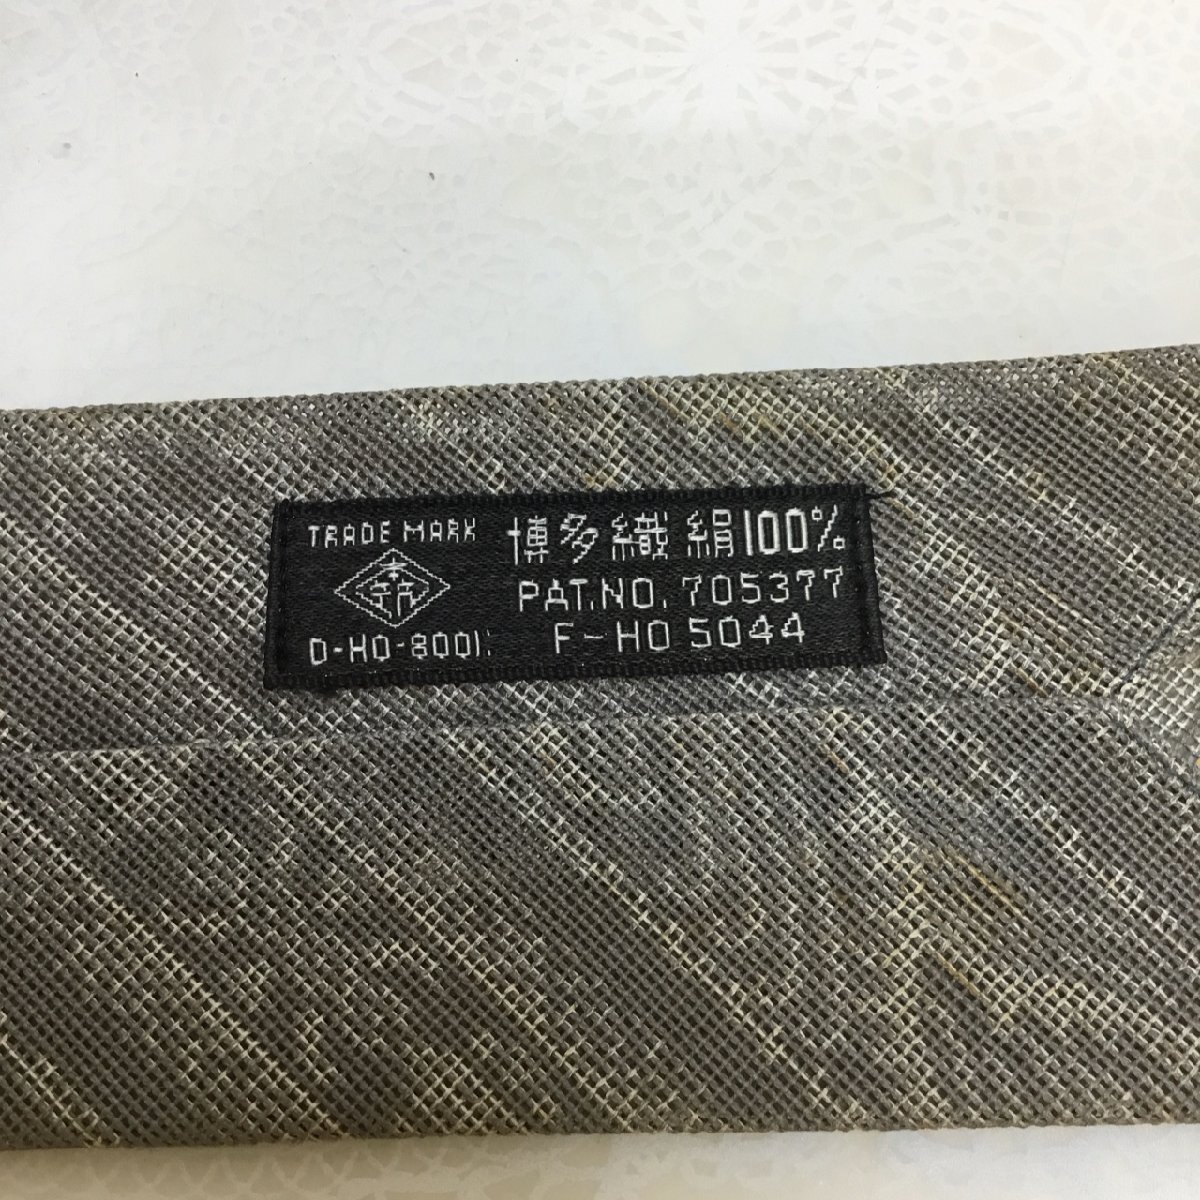 TRADE MARK
D-HO-8001
博多織 絹100%
PAT.NO. 705377
F-HO 5044